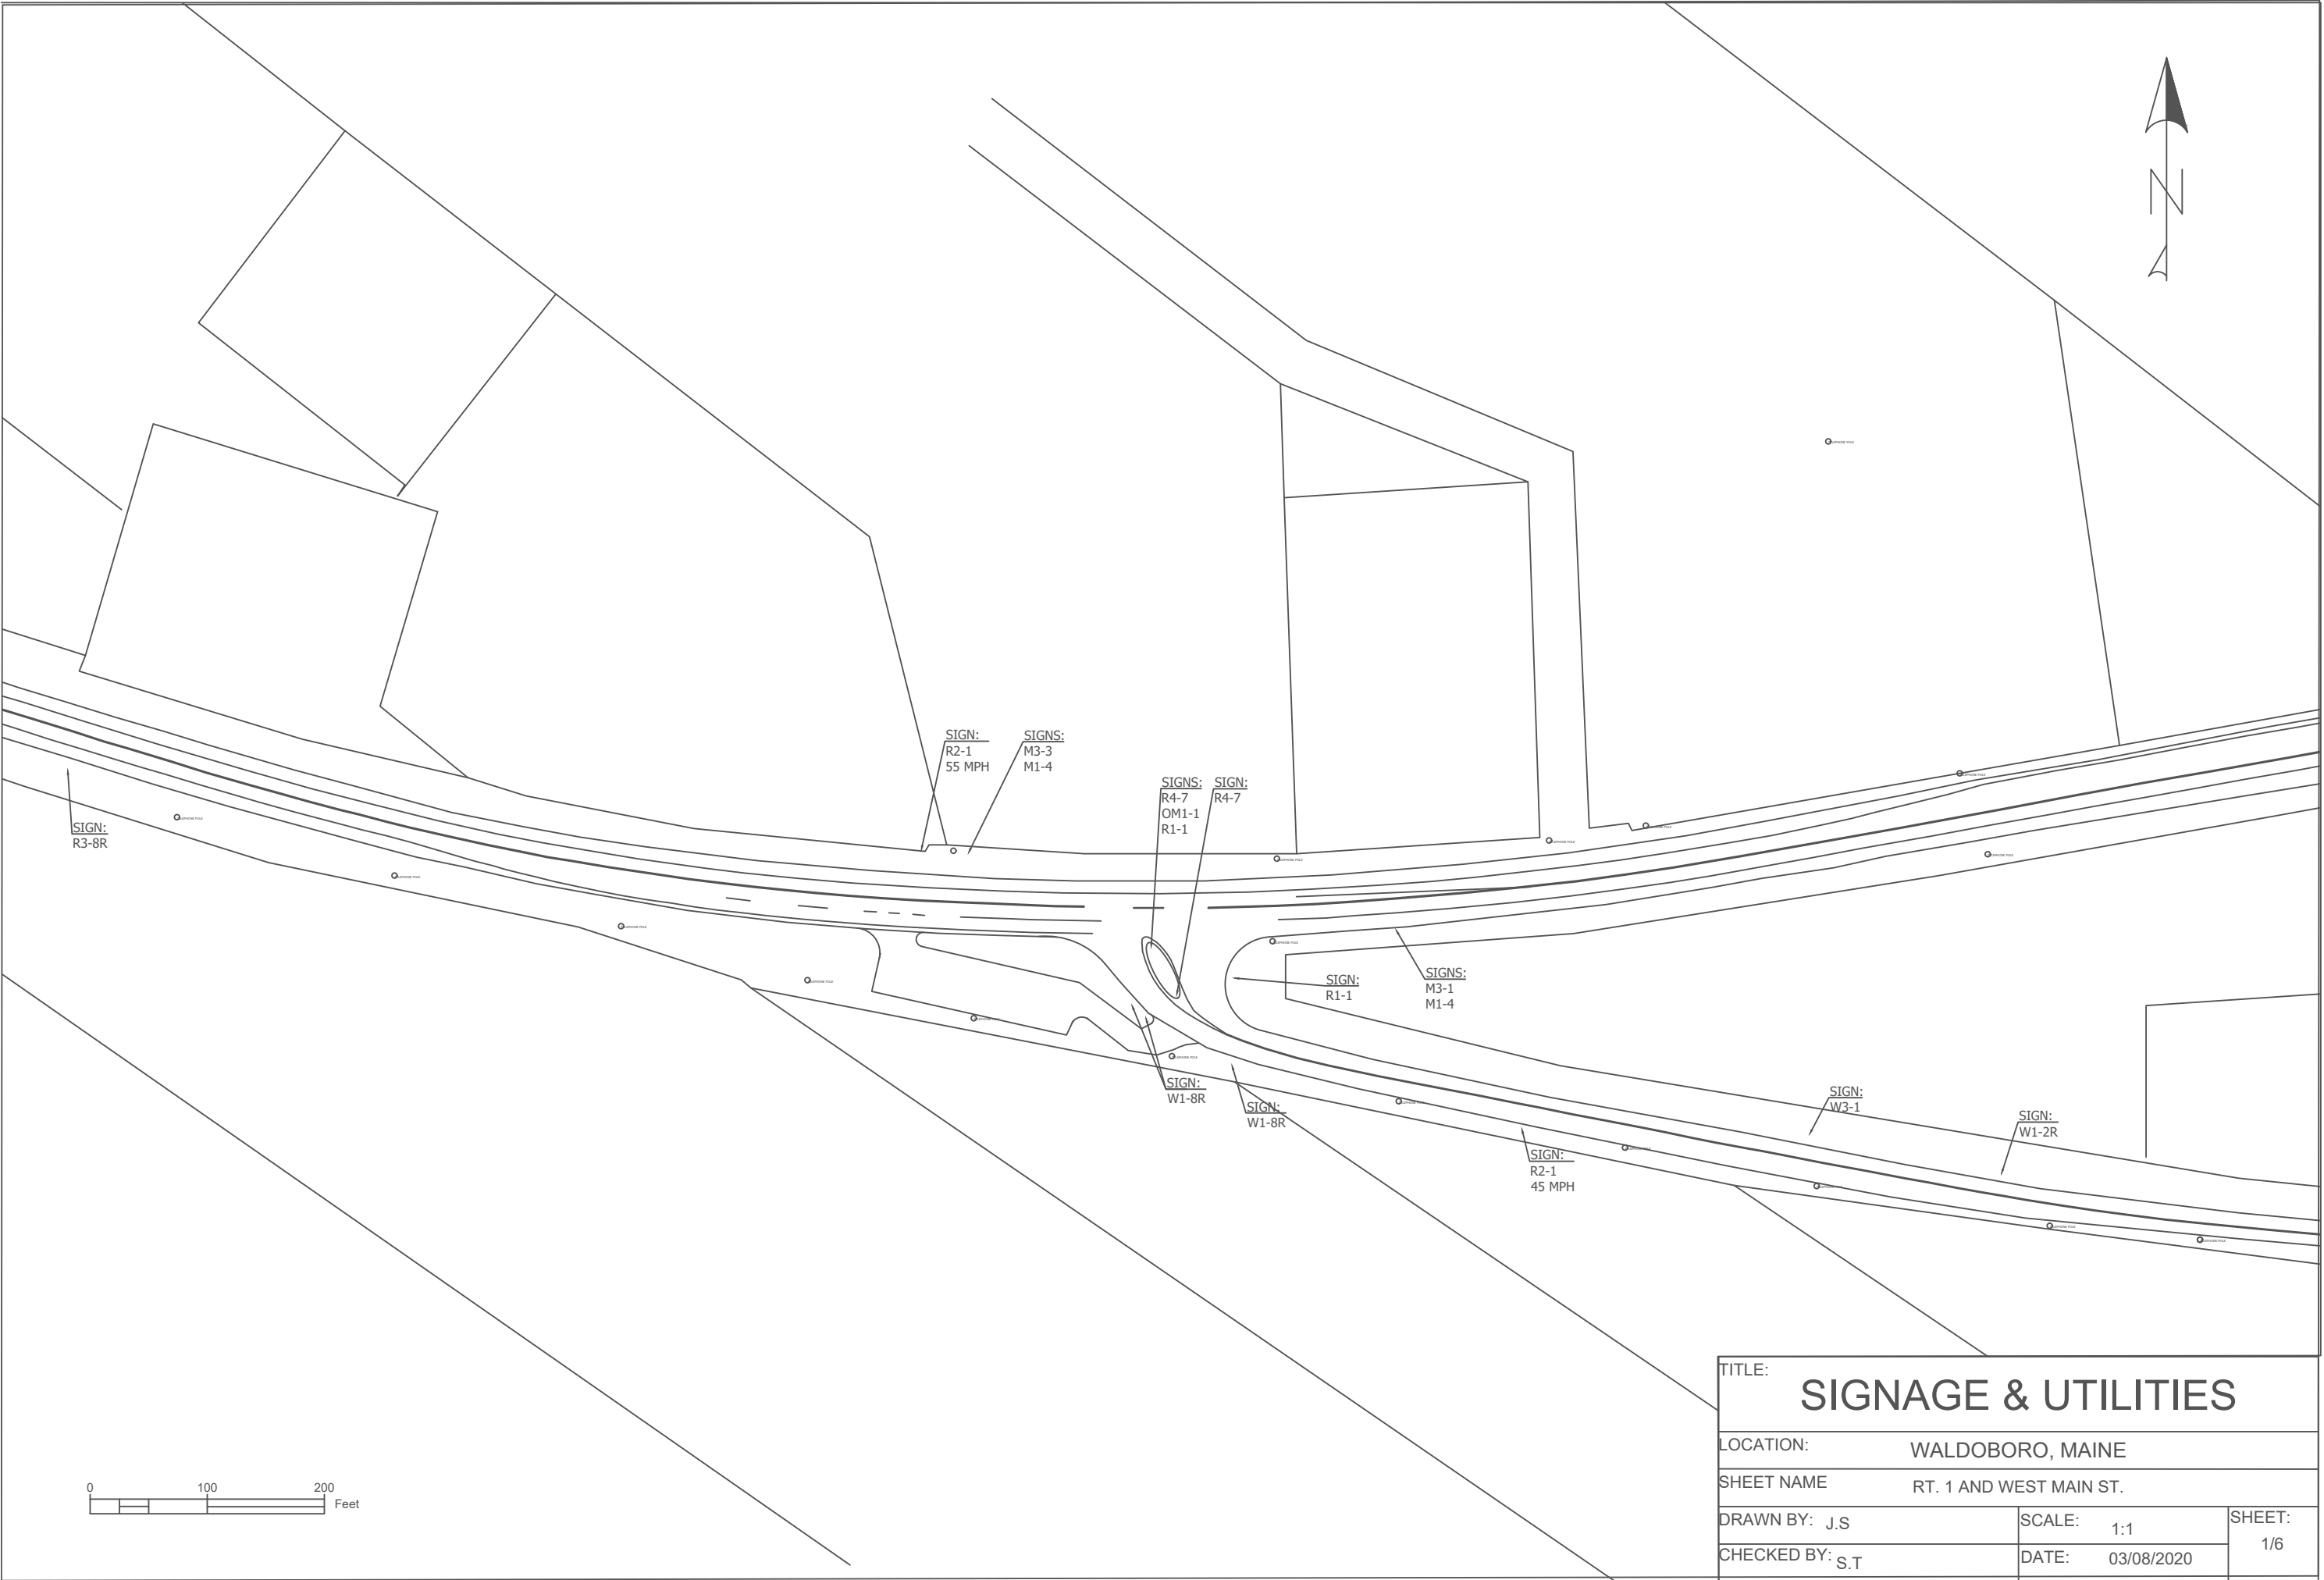 N
SIGN:
R2-1
55 MPH
SIGNS:
M3-3
M1-4
SIGNS:
R4-7
OM1-1
R1-1
SIGN:
R4-7
SIGN:
R3-8R
SIGN:
R1-1
SIGNS:
M3-1
M1-4
SIGN:
W1-8R
SIGN:
W1-8R
SIGN:
R2-1
45 MPH
SIGN:
W3-1
SIGN:
W1-2R
0 100 200
Feet
TITLE:
SIGNAGE & UTILITIES
LOCATION: WALDOBORO, MAINE
SHEET NAME RT. 1 AND WEST MAIN ST.
DRAWN BY: J.S SCALE: 1:1 SHEET:
1/6
CHECKED BY: S.T DATE: 03/08/2020